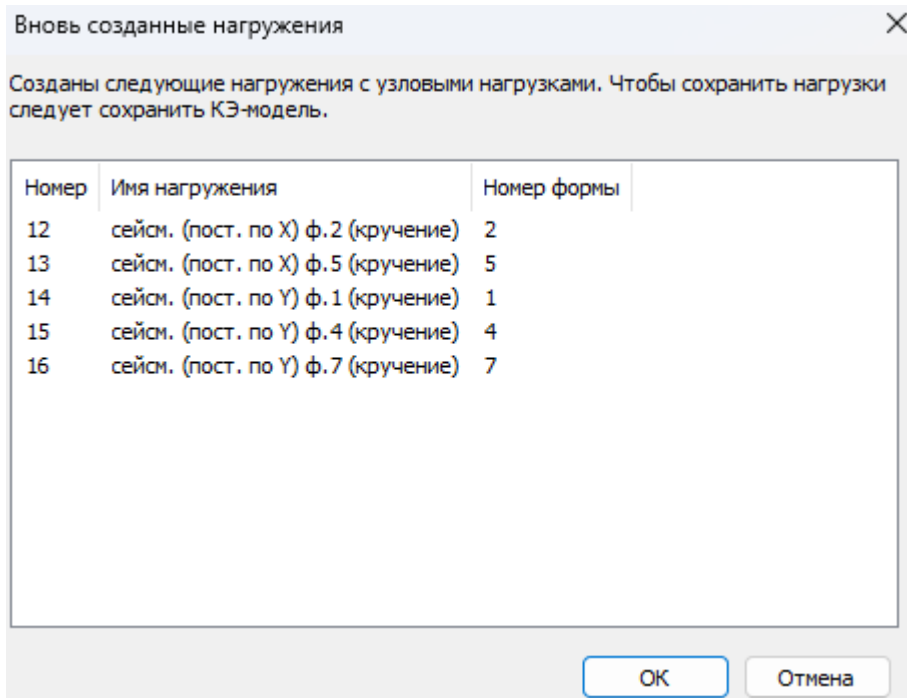 Вновь созданные нагружения
Созданы следующие нагружения с узловыми нагрузками. Чтобы сохранить нагрузки
следует сохранить КЭ-модель.
Номер Имя нагружения Номер формы
12 сейсм. (пост. по X) ф.2 (кручение) 2
13 сейсм. (пост. по X) ф.5 (кручение) 5
14 сейсм. (пост. по Y) ф.1 (кручение) 1
15 сейсм. (пост. по Y) ф.4 (кручение) 4
16 сейсм. (пост. по Y) ф.7 (кручение) 7
ОК Отмена